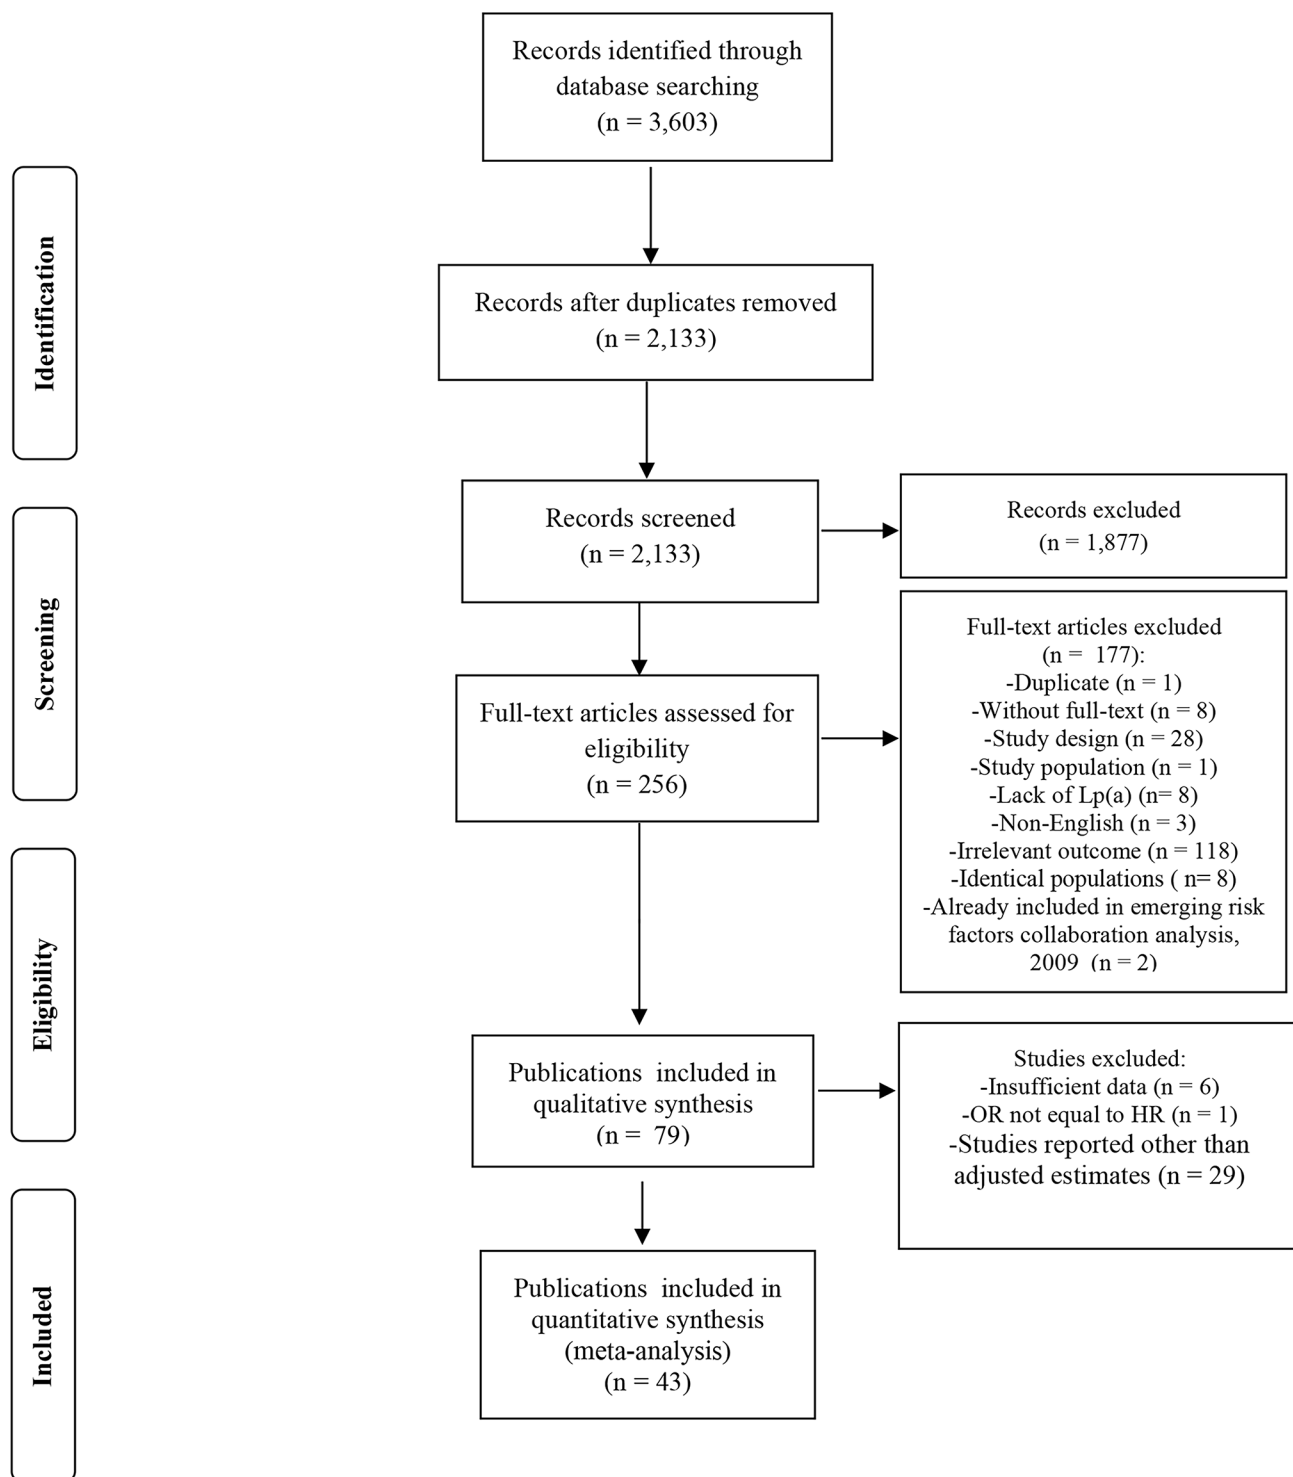 Records identified through
database searching
(n = 3,603)
Identification
Records after duplicates removed
(n = 2,133)
Screening
Records screened
(n = 2,133)
Records excluded
(n = 1,877)
Full-text articles assessed for
eligibility
(n = 256)
Full-text articles excluded
(n =  177):
-Duplicate (n = 1)
-Without full-text (n = 8)
-Study design (n = 28)
-Study population (n = 1)
-Lack of Lp(a) (n= 8)
-Non-English (n = 3)
-Irrelevant outcome (n = 118)
-Identical populations ( n= 8)
-Already included in emerging risk
factors collaboration analysis,
2009  (n = 2)
Eligibility
Publications  included in
qualitative synthesis
(n =  79)
Studies excluded:
-Insufficient data (n = 6)
-OR not equal to HR (n = 1)
-Studies reported other than
adjusted estimates (n = 29)
Included
Publications  included in
quantitative synthesis
(meta-analysis)
(n = 43)